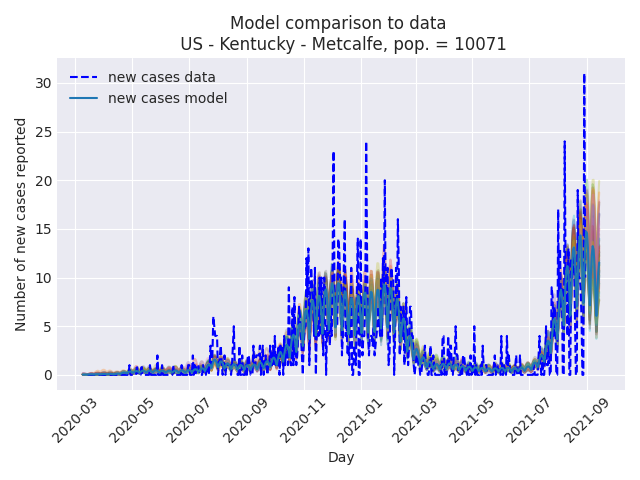 Model comparison to data
US - Kentucky - Metcalfe, pop. = 10071
new cases data
new cases model
Number of new cases reported
30
25
20
15
10
5
0
2020-03
2020-05
2020-07
2020-09
2020-11
2021-01
2021-03
2021-05
2021-07
2021-09
Day